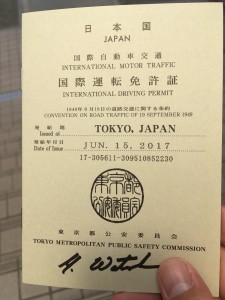 日本国
JAPAN
国際自動車交通
INTERNATIONAL MOTOR TRAFFIC
国際運転免許証
INTERNATIONAL DRIVING PERMIT
1949年9月19日の道路交通に関する条約
CONVENTION ON ROAD TRAFFIC OF 19 SEPTEMBER 1949
発給地
Issued at TOKYO, JAPAN
発給年月日
Date of Issue JUN. 15, 2017
17-305611-309510852230
東京都公安委員会
TOKYO METROPOLITAN PUBLIC SAFETY COMMISSION